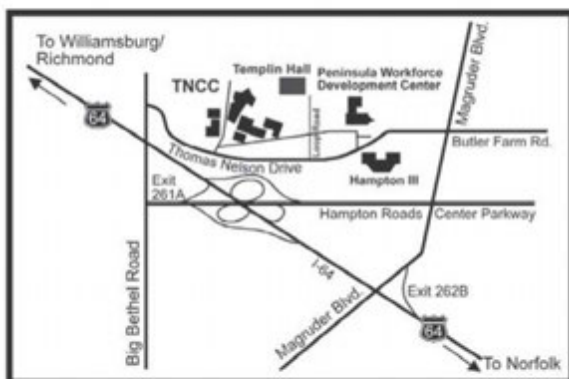 To Williamsburg/
Richmond
64
TNCC
Templin Hall
Peninsula Workforce
Development Center
Magruder Blvd.
Loop Road
Butler Farm Rd.
Thomas Nelson Drive
Hampton III
Exit
261A
Hampton Roads Center Parkway
I-64
Big Bethel Road
Magruder Blvd.
Exit 262B
64
To Norfolk